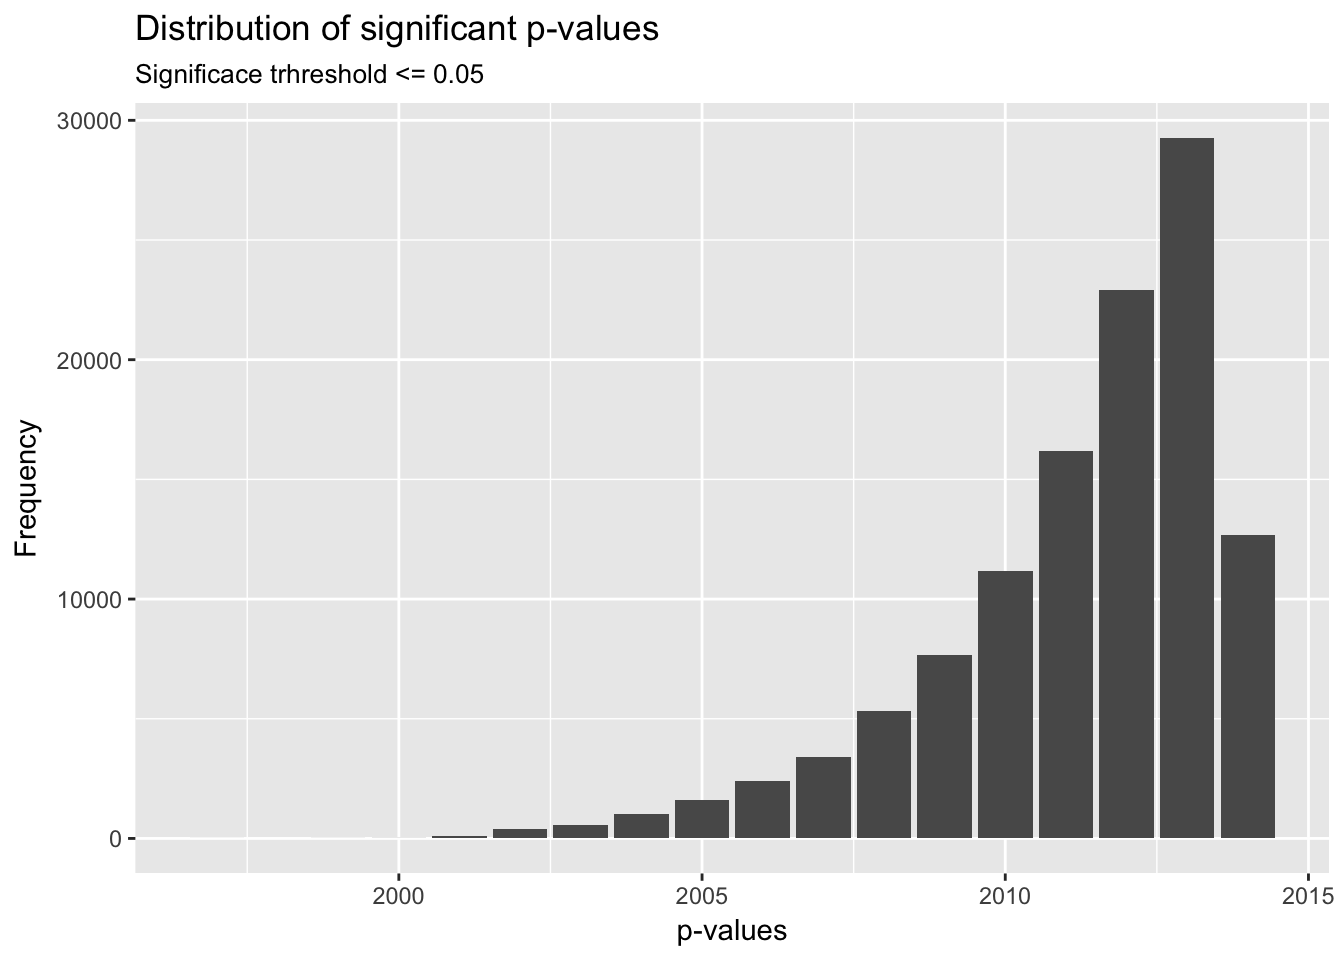 Distribution of significant p-values
Significace trhreshold <= 0.05
30000
20000
10000
0
Frequency
2000
2005
2010
2015
p-values